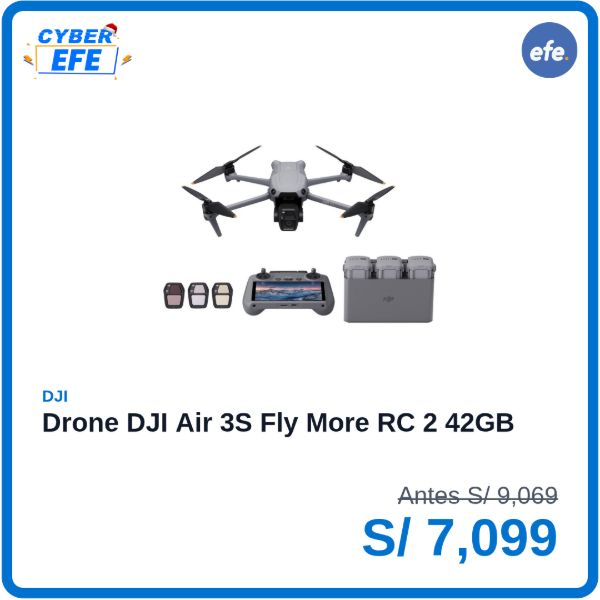 CYBER
EFE
efe.
DJI
Drone DJI Air 3S Fly More RC 2 42GB
Antes S/ 9,069
S/ 7,099